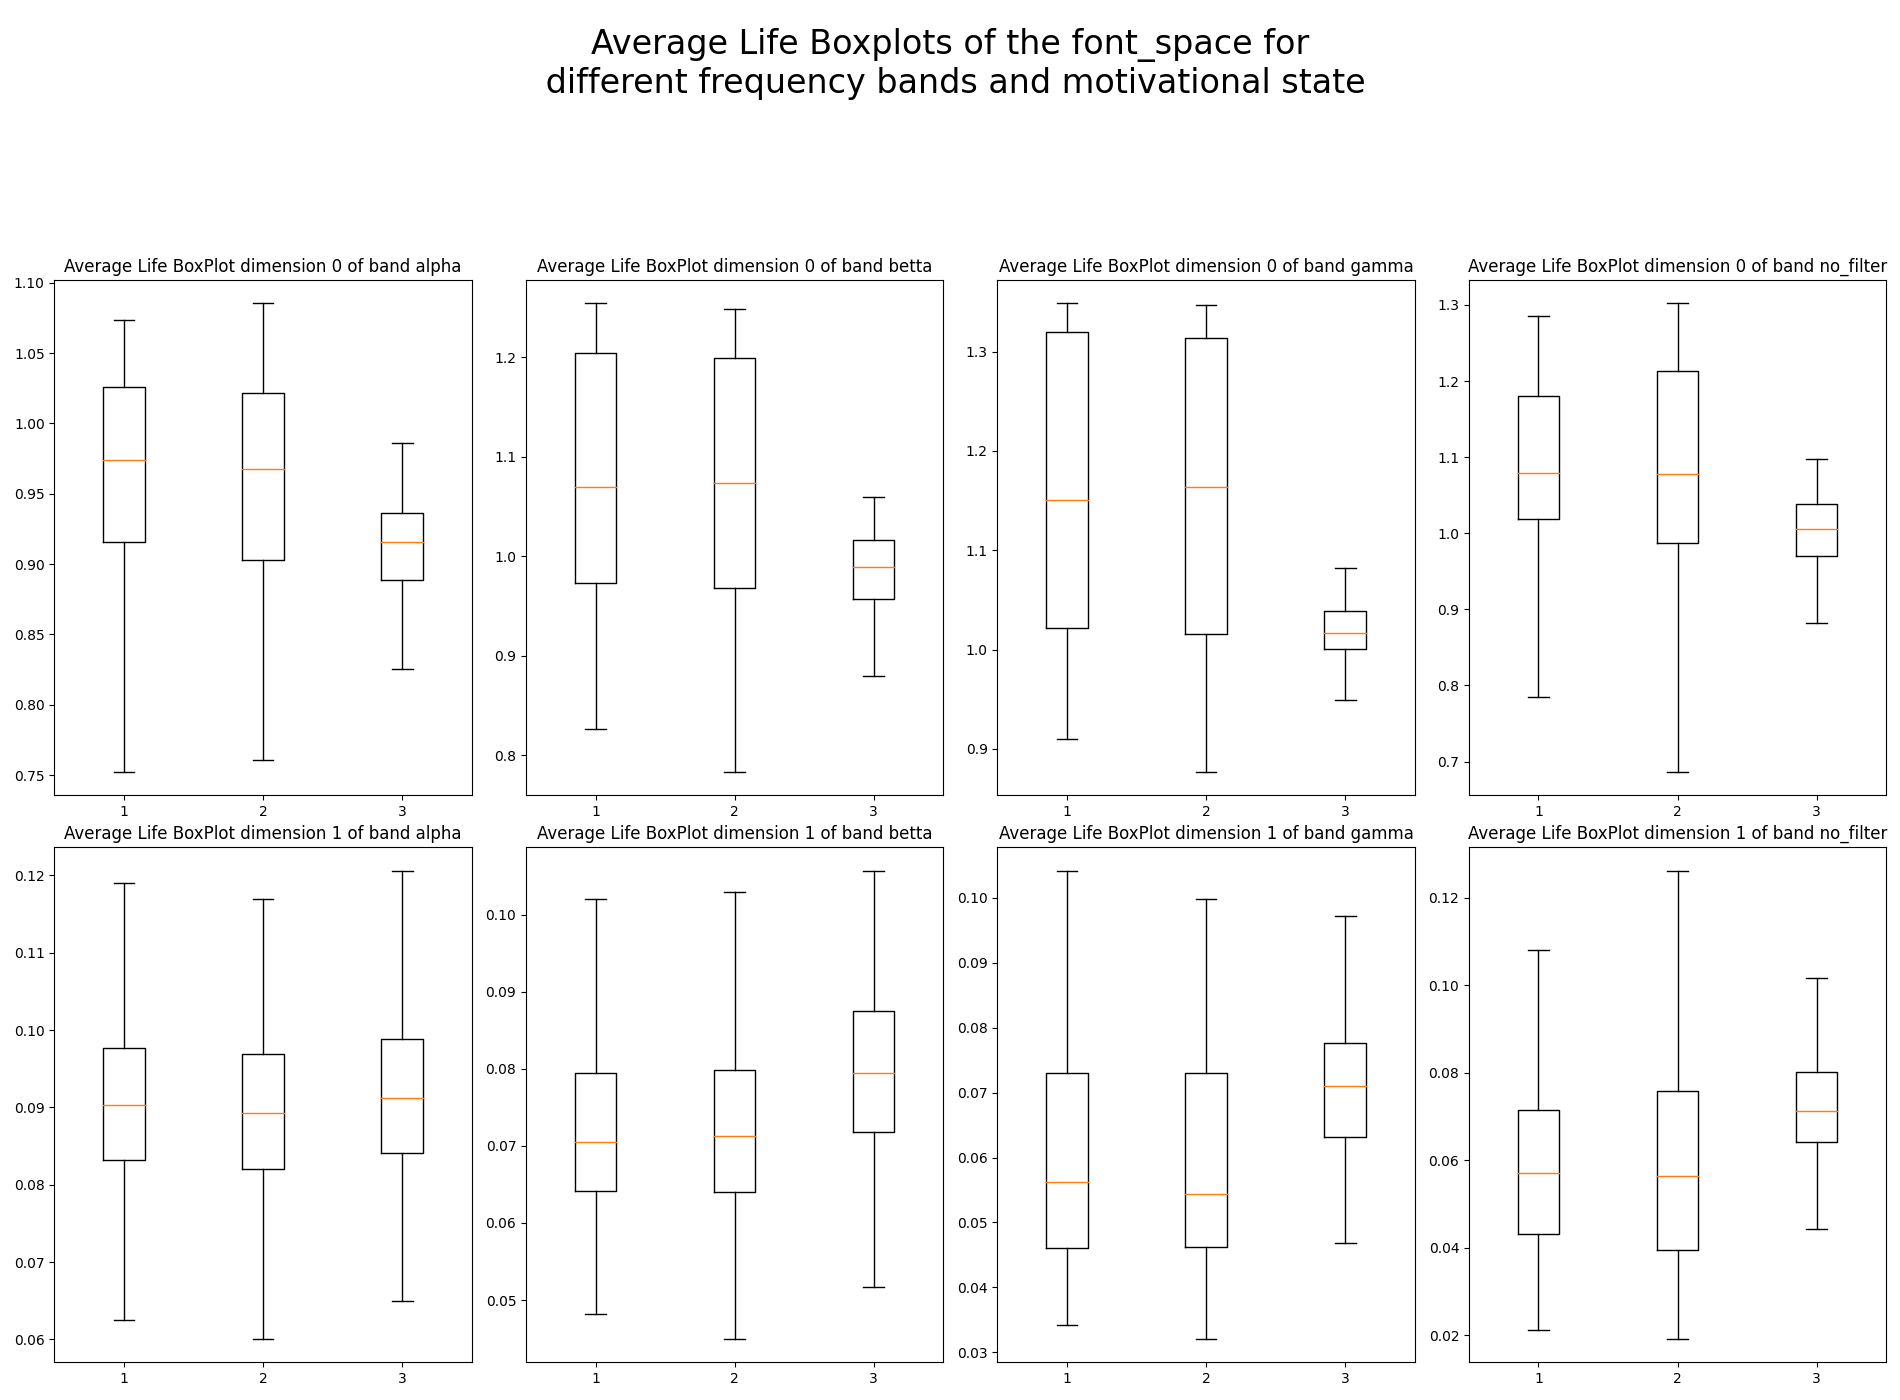 Average Life Boxplots of the font_space for
different frequency bands and motivational state
Average Life BoxPlot dimension 0 of band alpha
1.10
1.05
1.00
0.95
0.90
0.85
0.80
0.75
1 2 3
Average Life BoxPlot dimension 0 of band betta
1.2
1.1
1.0
0.9
0.8
1 2 3
Average Life BoxPlot dimension 0 of band gamma
1.3
1.2
1.1
1.0
0.9
1 2 3
Average Life BoxPlot dimension 0 of band no_filter
1.3
1.2
1.1
1.0
0.9
0.8
0.7
1 2 3
Average Life BoxPlot dimension 1 of band alpha
0.12
0.11
0.10
0.09
0.08
0.07
0.06
1 2 3
Average Life BoxPlot dimension 1 of band betta
0.10
0.09
0.08
0.07
0.06
0.05
1 2 3
Average Life BoxPlot dimension 1 of band gamma
0.10
0.09
0.08
0.07
0.06
0.05
0.04
0.03
1 2 3
Average Life BoxPlot dimension 1 of band no_filter
0.12
0.10
0.08
0.06
0.04
0.02
1 2 3